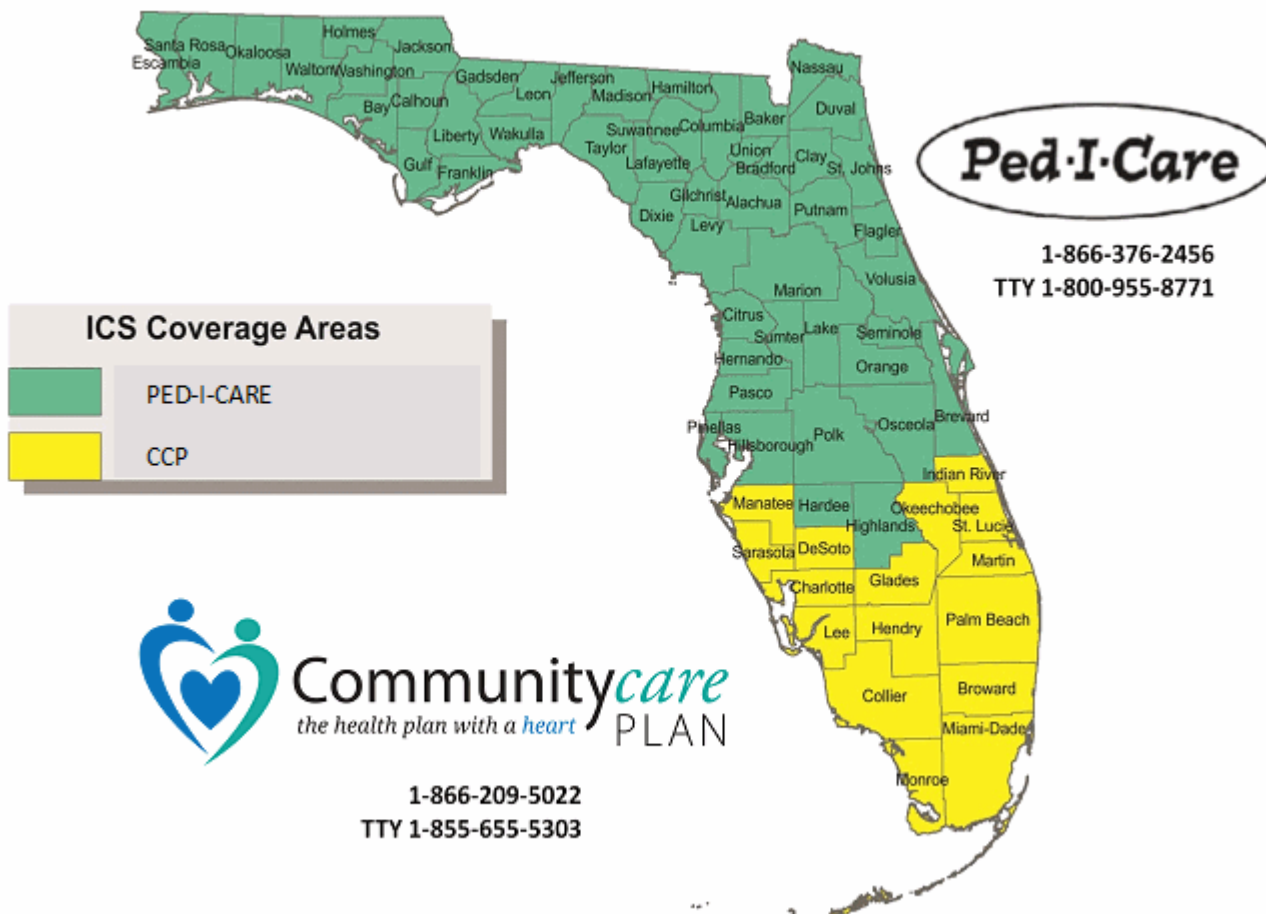 Holmes
Jackson
Santa Rosa
Okaloosa
Escambia
Walton
Washington
Bay
Calhoun
Gadsden
Leon
Jefferson
Madison
Hamilton
Liberty
Wakulla
Gulf
Franklin
Taylor
Suwannee
Columbia
Baker
Nassau
Duval
Lafayette
Union
Bradford
Clay
St. Johns
Gilchrist
Alachua
Putnam
Dixie
Levy
Flagler
Marion
Volusia
Citrus
Sumter
Lake
Seminole
Hernando
Orange
Pasco
Pinellas
Hillsborough
Polk
Osceola
Brevard
Indian River
Manatee
Hardee
Okeechobee
Highlands
St. Lucie
Sarasota
DeSoto
Martin
Charlotte
Glades
Lee
Hendry
Palm Beach
Collier
Broward
Miami-Dade
Monroe
Ped-I-Care
1-866-376-2456
TTY 1-800-955-8771
ICS Coverage Areas
PED-I-CARE
CCP
Communitycare
the health plan with a heart PLAN
1-866-209-5022
TTY 1-855-655-5303